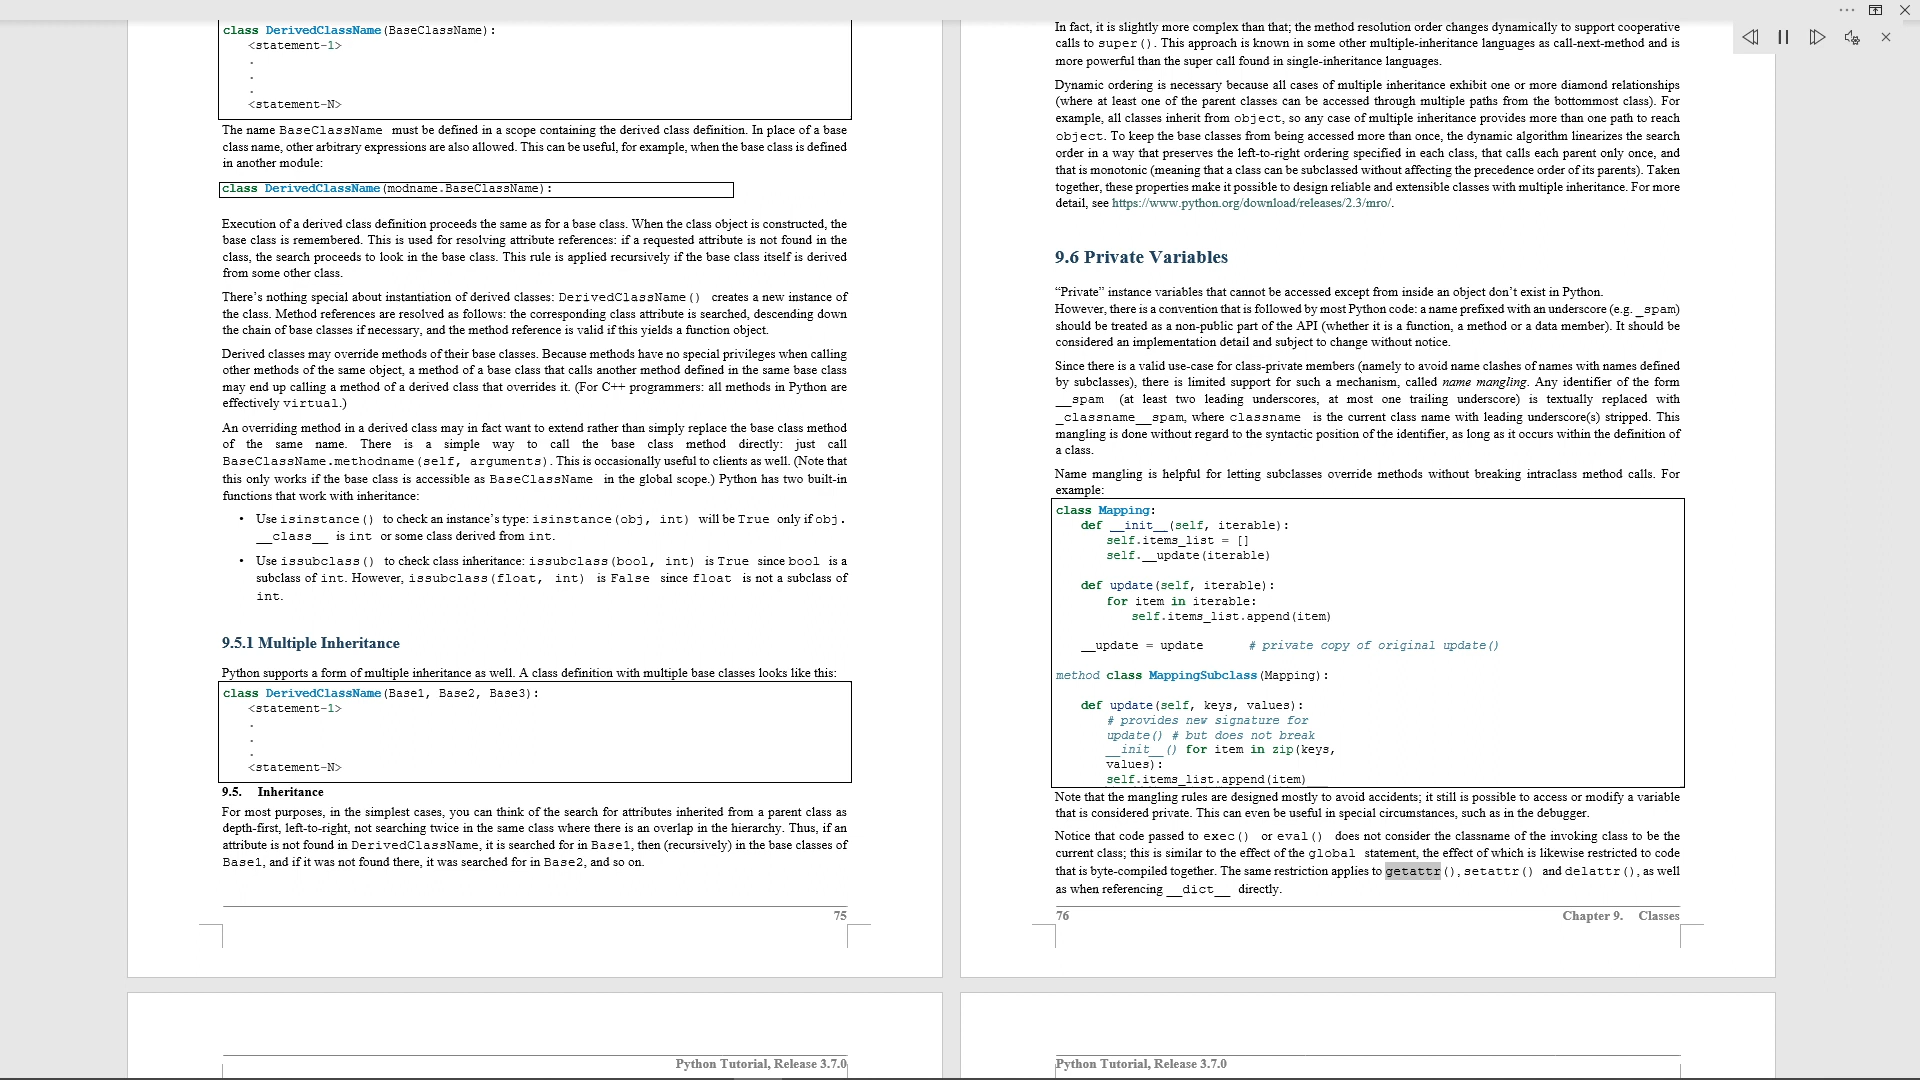 class DerivedClassName(BaseClassName):
<statement-1>
.
.
.
<statement-N>
The name BaseClassName must be defined in a scope containing the derived class definition. In place of a base
class name, other arbitrary expressions are also allowed. This can be useful, for example, when the base class is defined
in another module:
class DerivedClassName(modname.BaseClassName):
Execution of a derived class definition proceeds the same as for a base class. When the class object is constructed, the
base class is remembered. This is used for resolving attribute references: if a requested attribute is not found in the
class, the search proceeds to look in the base class. This rule is applied recursively if the base class itself is derived
from some other class.
There's nothing special about instantiation of derived classes: DerivedClassName() creates a new instance of
the class. Method references are resolved as follows: the corresponding class attribute is searched, descending down
the chain of base classes if necessary, and the method reference is valid if this yields a function object.
Derived classes may override methods of their base classes. Because methods have no special privileges when calling
other methods of the same object, a method of a base class that calls another method defined in the same base class
may end up calling a method of a derived class that overrides it. (For C++ programmers: all methods in Python are
effectively virtual.)
An overriding method in a derived class may in fact want to extend rather than simply replace the base class method
of the same name. There is a simple way to call the base class method directly: just call
BaseClassName.methodname(self, arguments). This is occasionally useful to clients as well. (Note that
this only works if the base class is accessible as BaseClassName in the global scope.) Python has two built-in
functions that work with inheritance:
• Use isinstance() to check an instance's type: isinstance(obj, int) will be True only if obj.
__class__ is int or some class derived from int.
• Use issubclass() to check class inheritance: issubclass(bool, int) is True since bool is a
subclass of int. However, issubclass(float, int) is False since float is not a subclass of
int.
9.5.1 Multiple Inheritance
Python supports a form of multiple inheritance as well. A class definition with multiple base classes looks like this:
class DerivedClassName(Base1, Base2, Base3):
<statement-1>
.
.
.
<statement-N>
9.5. Inheritance
For most purposes, in the simplest cases, you can think of the search for attributes inherited from a parent class as
depth-first, left-to-right, not searching twice in the same class where there is an overlap in the hierarchy. Thus, if an
attribute is not found in DerivedClassName, it is searched for in Base1, then (recursively) in the base classes of
Base1, and if it was not found there, it was searched for in Base2, and so on.
75
Python Tutorial, Release 3.7.0
In fact, it is slightly more complex than that; the method resolution order changes dynamically to support cooperative
calls to super(). This approach is known in some other multiple-inheritance languages as call-next-method and is
more powerful than the super call found in single-inheritance languages.
Dynamic ordering is necessary because all cases of multiple inheritance exhibit one or more diamond relationships
(where at least one of the parent classes can be accessed through multiple paths from the bottommost class). For
example, all classes inherit from object, so any case of multiple inheritance provides more than one path to reach
object. To keep the base classes from being accessed more than once, the dynamic algorithm linearizes the search
order in a way that preserves the left-to-right ordering specified in each class, that calls each parent only once, and
that is monotonic (meaning that a class can be subclassed without affecting the precedence order of its parents). Taken
together, these properties make it possible to design reliable and extensible classes with multiple inheritance. For more
detail, see https://www.python.org/download/releases/2.3/mro/.
9.6 Private Variables
“Private” instance variables that cannot be accessed except from inside an object don’t exist in Python.
However, there is a convention that is followed by most Python code: a name prefixed with an underscore (e.g. _spam)
should be treated as a non-public part of the API (whether it is a function, a method or a data member). It should be
considered an implementation detail and subject to change without notice.
Since there is a valid use-case for class-private members (namely to avoid name clashes of names with names defined
by subclasses), there is limited support for such a mechanism, called name mangling. Any identifier of the form
__spam (at least two leading underscores, at most one trailing underscore) is textually replaced with
_classname__spam, where classname is the current class name with leading underscore(s) stripped. This
mangling is done without regard to the syntactic position of the identifier, as long as it occurs within the definition of
a class.
Name mangling is helpful for letting subclasses override methods without breaking intraclass method calls. For
example:
class Mapping:
def __init__(self, iterable):
self.items_list = []
self.__update(iterable)
def update(self, iterable):
for item in iterable:
self.items_list.append(item)
__update = update # private copy of original update()
method class MappingSubclass(Mapping):
def update(self, keys, values):
# provides new signature for
update() # but does not break
__init__() for item in zip(keys,
values):
self.items_list.append(item)
Note that the mangling rules are designed mostly to avoid accidents; it still is possible to access or modify a variable
that is considered private. This can even be useful in special circumstances, such as in the debugger.
Notice that code passed to exec() or eval() does not consider the classname of the invoking class to be the
current class; this is similar to the effect of the global statement, the effect of which is likewise restricted to code
that is byte-compiled together. The same restriction applies to getattr(), setattr() and delattr(), as well
as when referencing __dict__ directly.
76 Chapter 9. Classes
Python Tutorial, Release 3.7.0